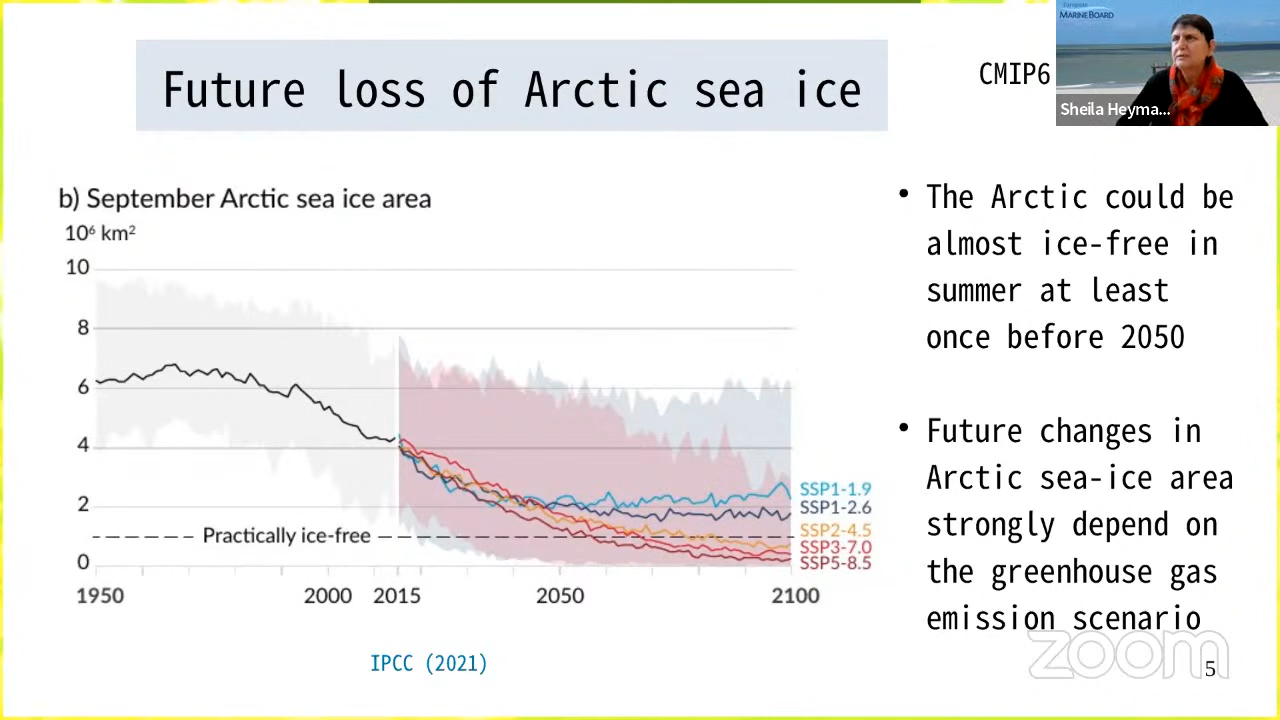 Future loss of Arctic sea ice
CMIP6
European
MARINE BOARD
Sheila Heyma...
b) September Arctic sea ice area
10⁶ km²
10
8
6
4
2
0
Practically ice-free
1950
2000
2015
2050
2100
SSP1-1.9
SSP1-2.6
SSP2-4.5
SSP3-7.0
SSP5-8.5
IPCC (2021)
• The Arctic could be
almost ice-free in
summer at least
once before 2050
• Future changes in
Arctic sea-ice area
strongly depend on
the greenhouse gas
emission scenario
zoom
5